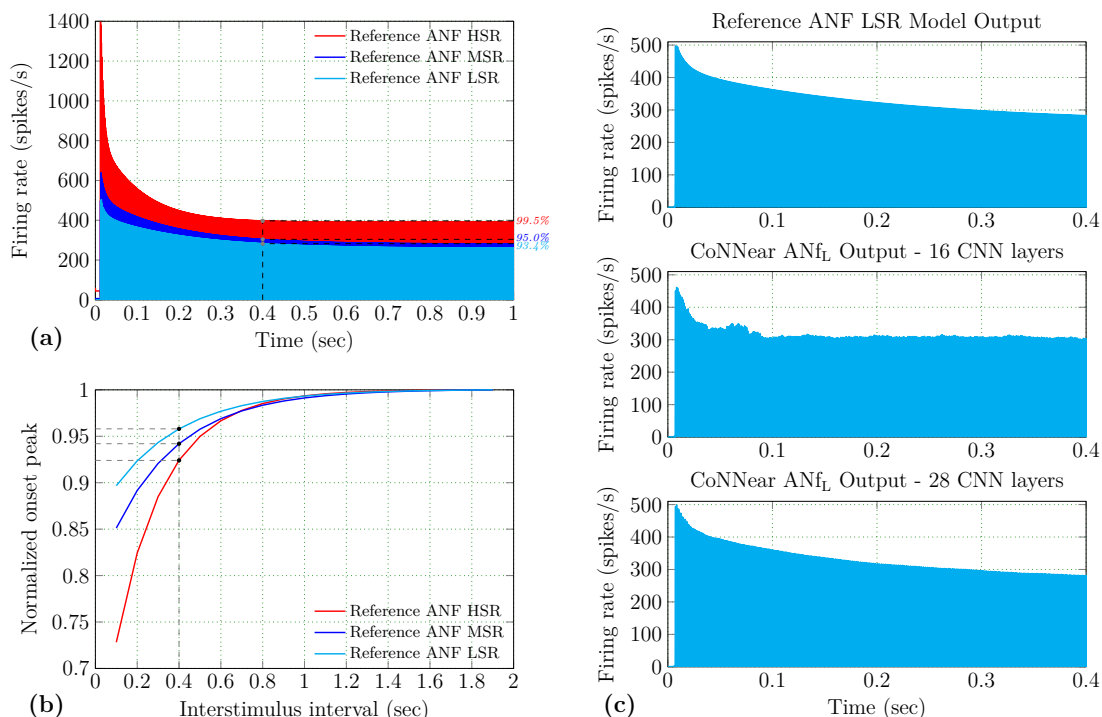 1400
1200
1000
800
600
400
200
0
Firing rate (spikes/s)
Reference ANF HSR
Reference ANF MSR
Reference ANF LSR
99.5%
95.0%
93.4%
0 0.1 0.2 0.3 0.4 0.5 0.6 0.7 0.8 0.9 1
Time (sec)
(a)
1
0.95
0.9
0.85
0.8
0.75
0.7
Normalized onset peak
Reference ANF HSR
Reference ANF MSR
Reference ANF LSR
0 0.2 0.4 0.6 0.8 1 1.2 1.4 1.6 1.8 2
Interstimulus interval (sec)
(b)
Reference ANF LSR Model Output
500
400
300
200
100
0
Firing rate (spikes/s)
0 0.1 0.2 0.3 0.4
CoNNear ANfL Output - 16 CNN layers
500
400
300
200
100
0
Firing rate (spikes/s)
0 0.1 0.2 0.3 0.4
CoNNear ANfL Output - 28 CNN layers
500
400
300
200
100
0
Firing rate (spikes/s)
0 0.1 0.2 0.3 0.4
Time (sec)
(c)